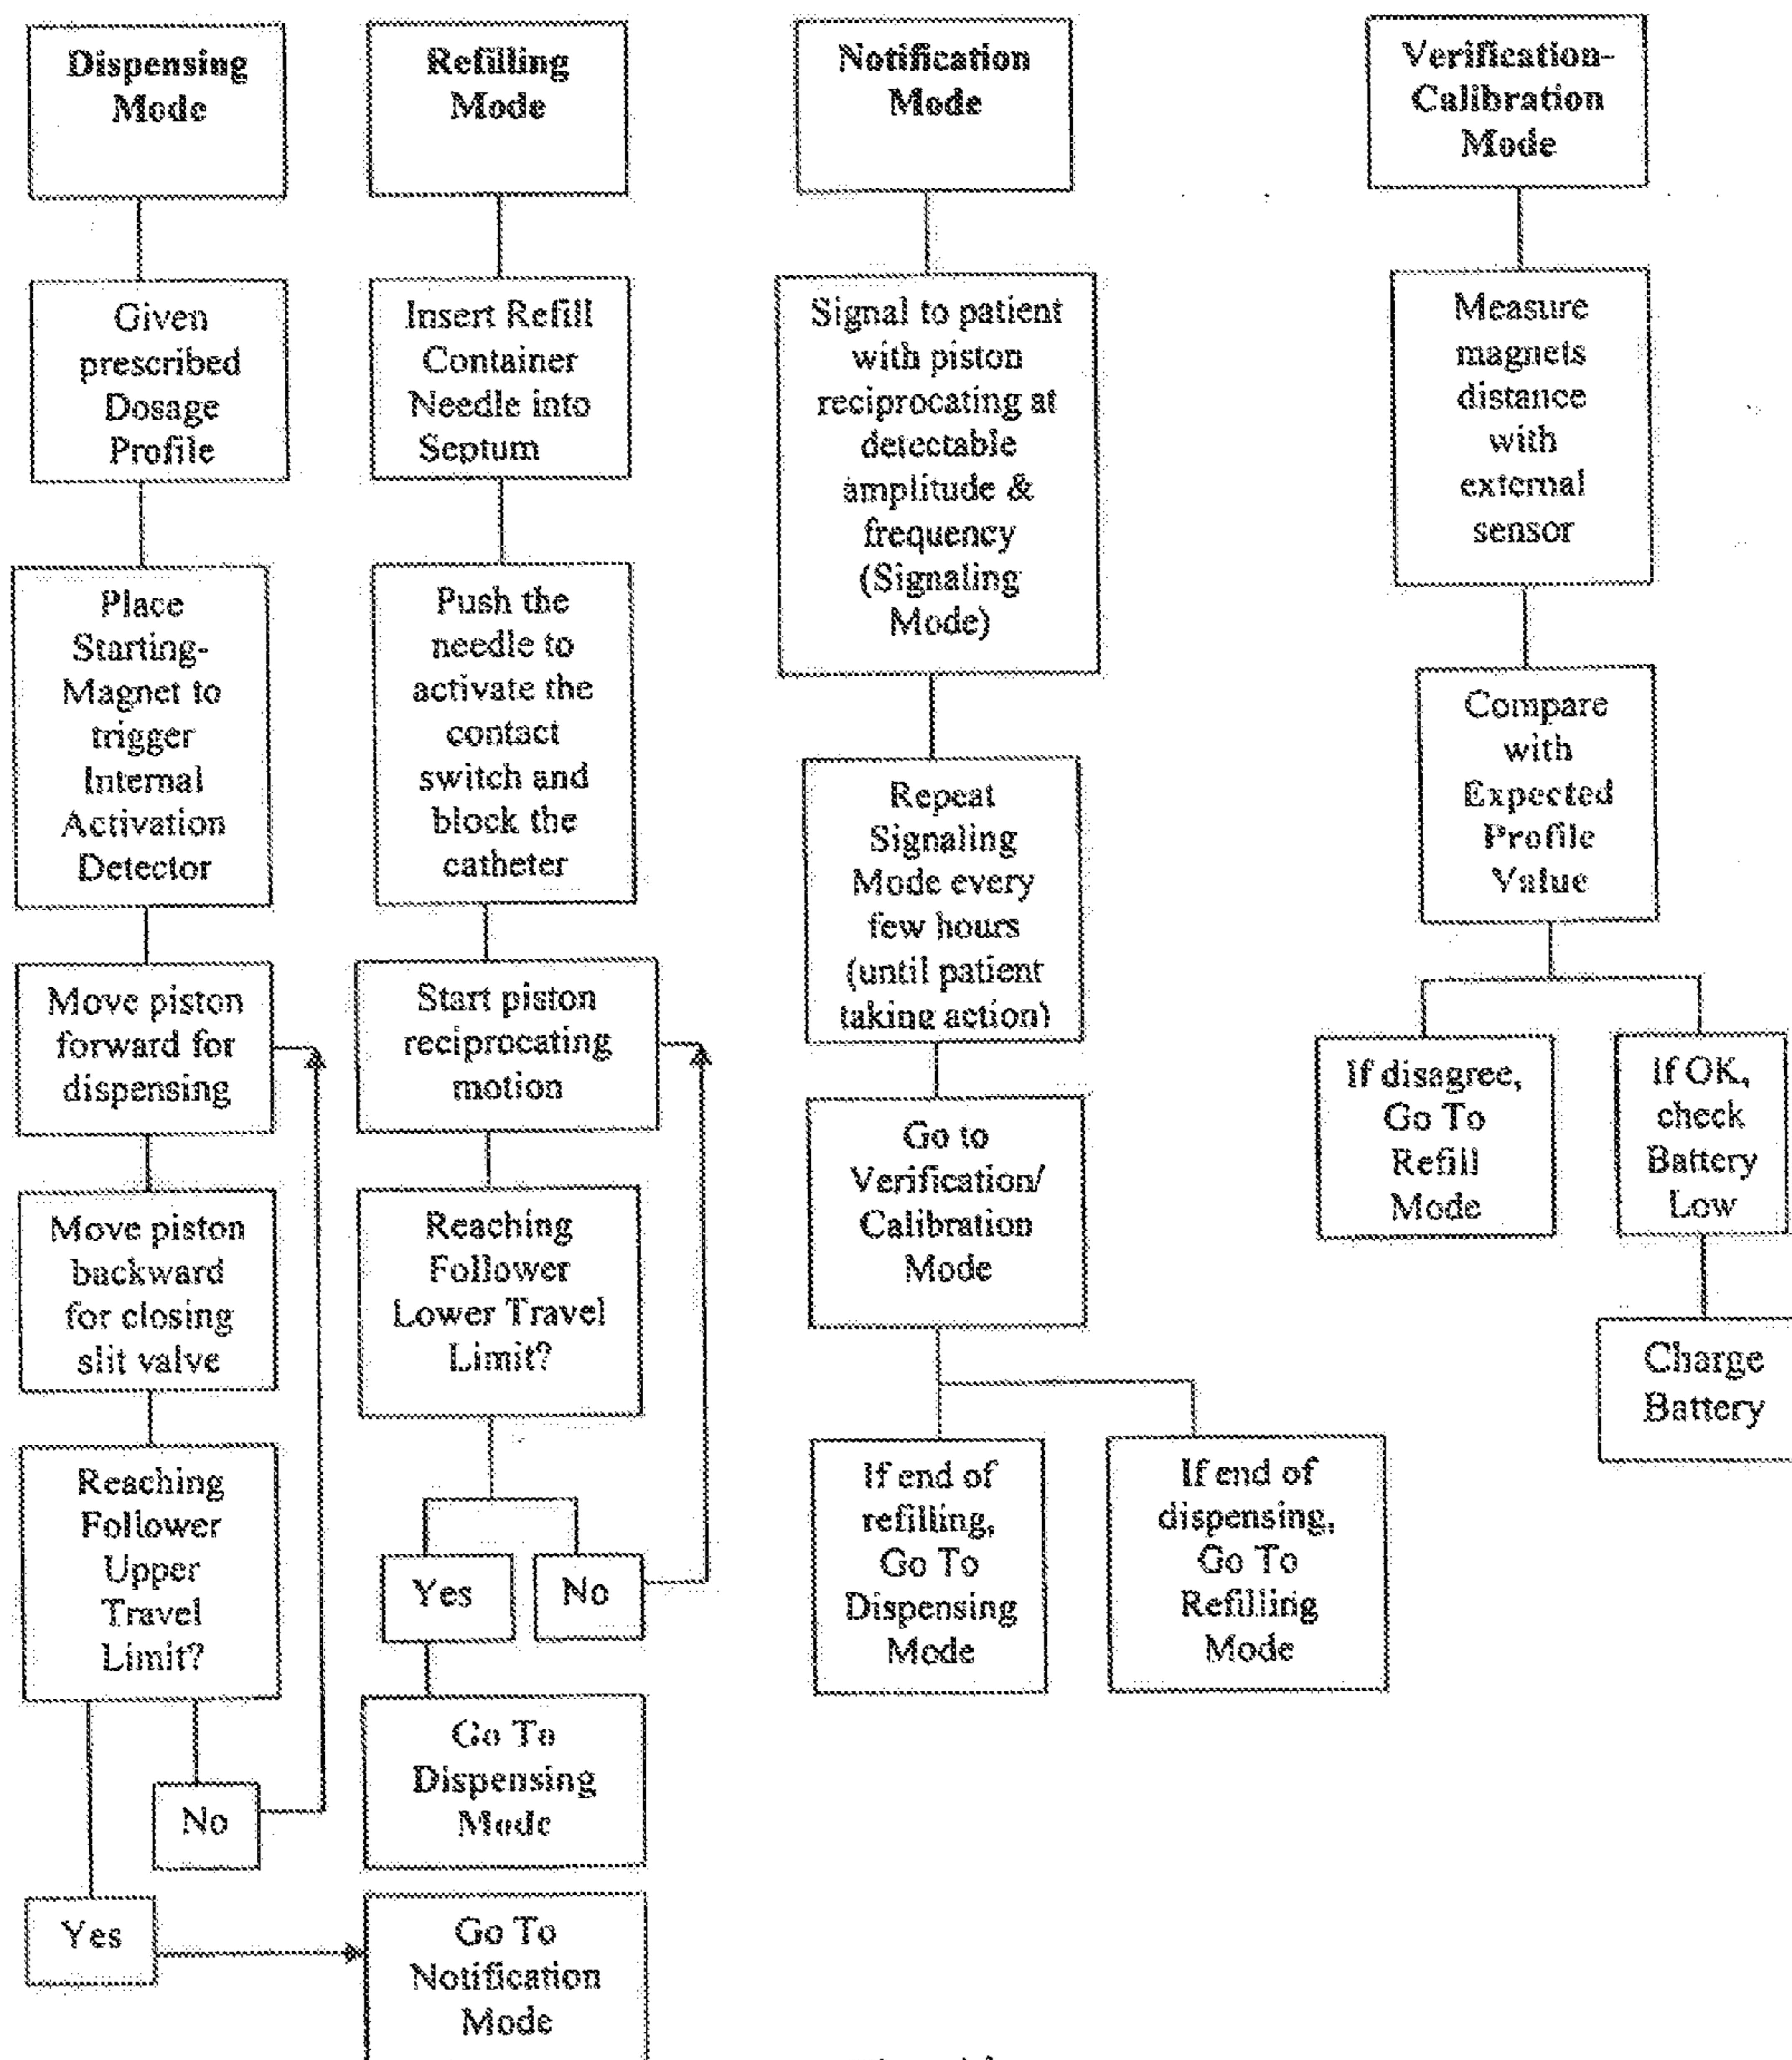 Dispensing
Mode
Given
prescribed
Dosage
Profile
Place
Starting-
Magnet to
trigger
Internal
Activation
Detector
Move piston
forward for
dispensing
Move piston
backward
for closing
slit valve
Reaching
Follower
Upper
Travel
Limit?
No
Yes
Refilling
Mode
Insert Refill
Container
Needle into
Septum
Push the
needle to
activate the
contact
switch and
block the
catheter
Start piston
reciprocating
motion
Reaching
Follower
Lower Travel
Limit?
Yes
No
Go To
Dispensing
Mode
Go To
Notification
Mode
Notification
Mode
Signal to patient
with piston
reciprocating at
detectable
amplitude &
frequency
(Signaling
Mode)
Repeat
Signaling
Mode every
few hours
(until patient
taking action)
Go to
Verification/
Calibration
Mode
If end of
refilling,
Go To
Dispensing
Mode
If end of
dispensing,
Go To
Refilling
Mode
Verification-
Calibration
Mode
Measure
magnets
distance
with
external
sensor
Compare
with
Expected
Profile
Value
If disagree,
Go To
Refill
Mode
If OK,
check
Battery
Low
Charge
Battery